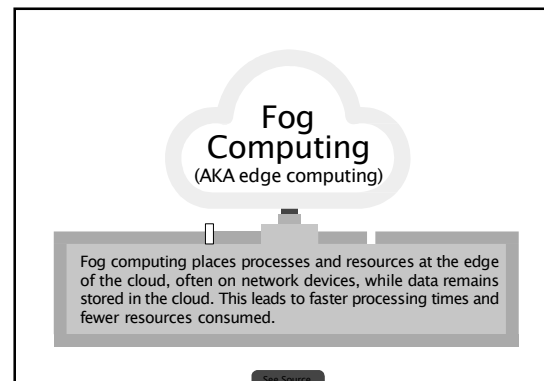 Fog
Computing
(AKA edge computing)
Fog computing places processes and resources at the edge
of the cloud, often on network devices, while data remains
stored in the cloud. This leads to faster processing times and
fewer resources consumed.
See Source